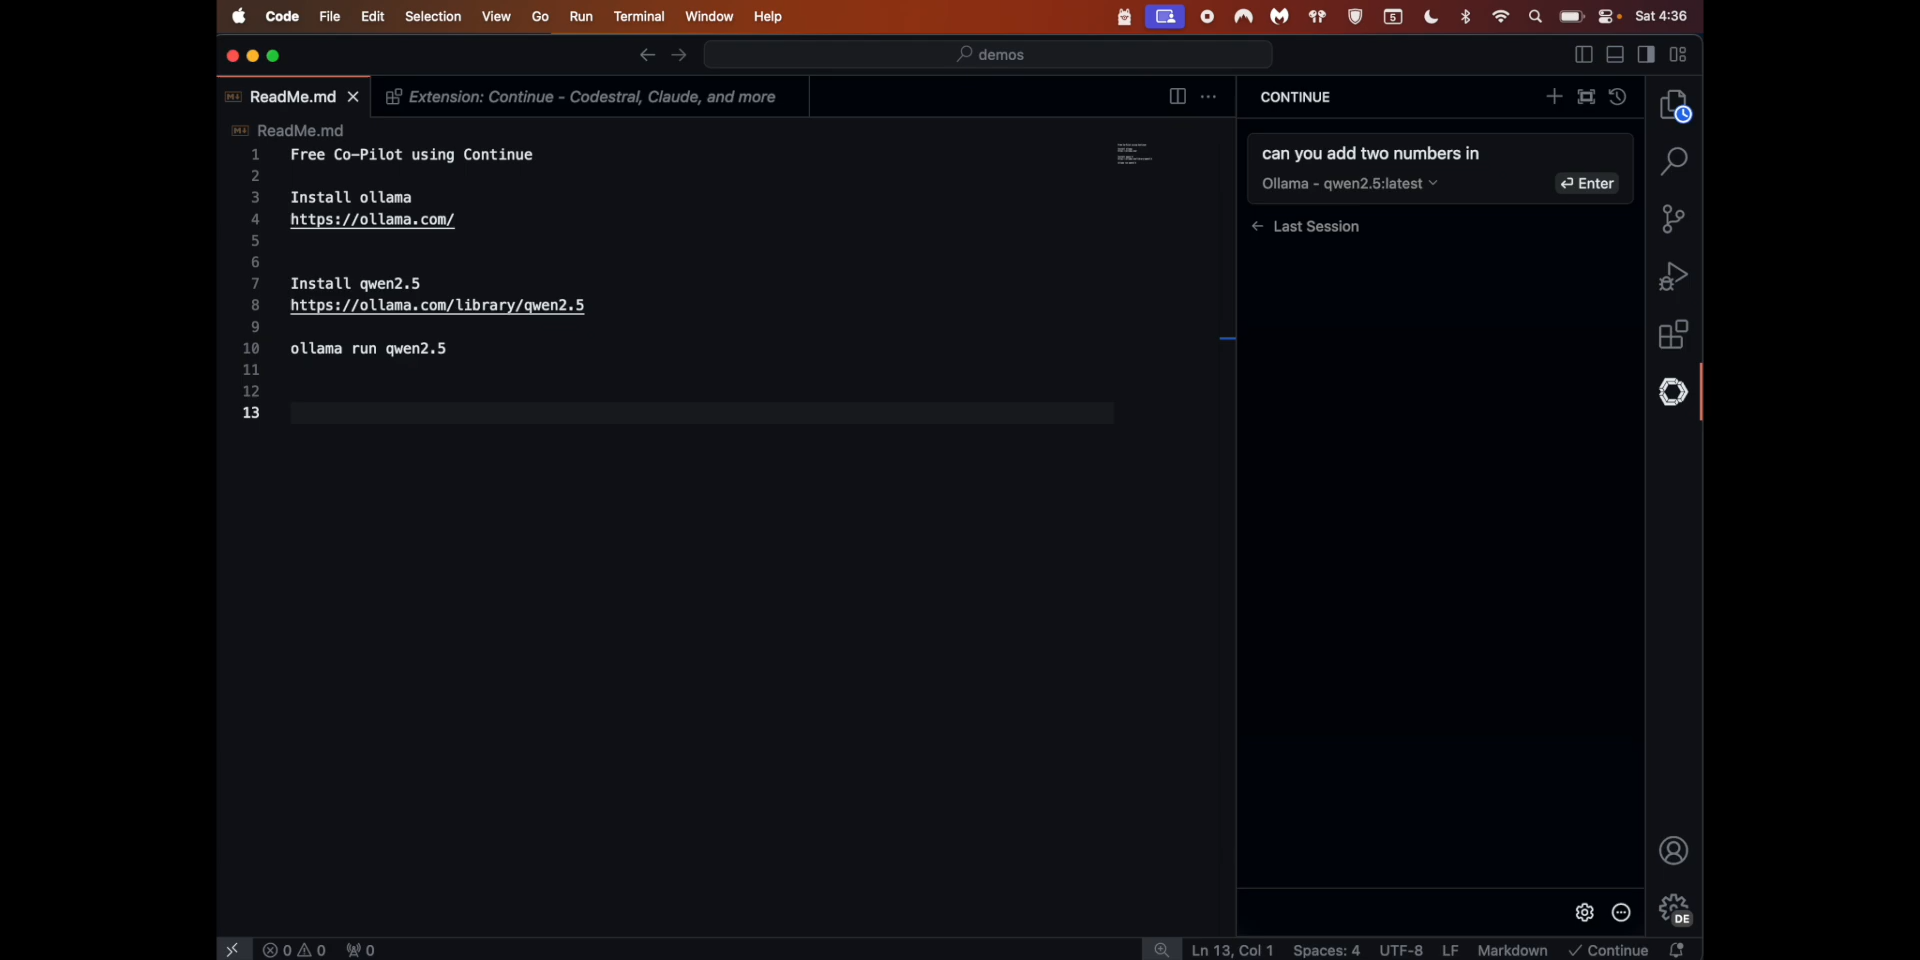 Code File Edit Selection View Go Run Terminal Window Help
5
Sat 4:36
demos
ReadMe.md
Extension: Continue - Codestral, Claude, and more
CONTINUE
ReadMe.md
1 Free Co-Pilot using Continue
2
3 Install ollama
4 https://ollama.com/
5
6
7 Install qwen2.5
8 https://ollama.com/library/qwen2.5
9
10 ollama run qwen2.5
11
12
13
can you add two numbers in
Ollama - qwen2.5:latest
Enter
Last Session
DE
0 0 0
Ln 13, Col 1 Spaces: 4 UTF-8 LF Markdown Continue